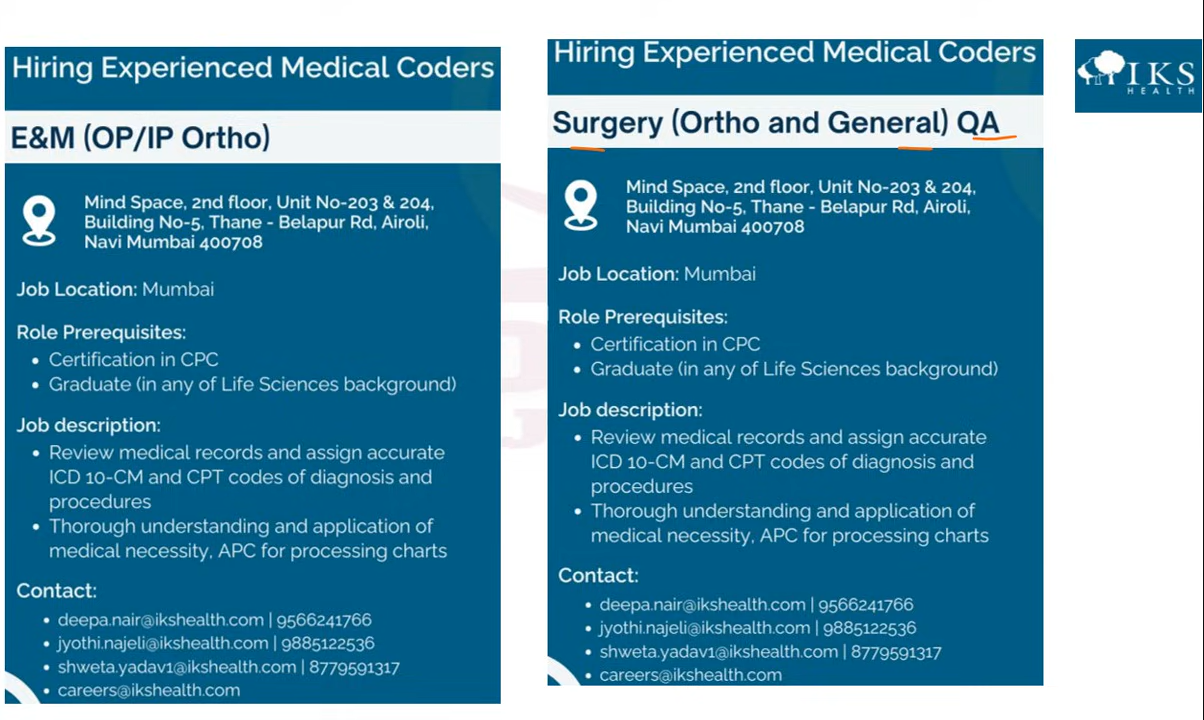 Hiring Experienced Medical Coders
E&M (OP/IP Ortho)
Mind Space, 2nd floor, Unit No-203 & 204,
Building No-5, Thane - Belapur Rd, Airoli,
Navi Mumbai 400708
Job Location: Mumbai
Role Prerequisites:
• Certification in CPC
• Graduate (in any of Life Sciences background)
Job description:
• Review medical records and assign accurate
ICD 10-CM and CPT codes of diagnosis and
procedures
• Thorough understanding and application of
medical necessity, APC for processing charts
Contact:
• deepa.nair@ikshealth.com | 9566241766
• jyothi.najeli@ikshealth.com | 9885122536
• shweta.yadav1@ikshealth.com | 8779591317
• careers@ikshealth.com
Hiring Experienced Medical Coders
Surgery (Ortho and General) QA
Mind Space, 2nd floor, Unit No-203 & 204,
Building No-5, Thane - Belapur Rd, Airoli,
Navi Mumbai 400708
Job Location: Mumbai
Role Prerequisites:
• Certification in CPC
• Graduate (in any of Life Sciences background)
Job description:
• Review medical records and assign accurate
ICD 10-CM and CPT codes of diagnosis and
procedures
• Thorough understanding and application of
medical necessity, APC for processing charts
Contact:
• deepa.nair@ikshealth.com | 9566241766
• jyothi.najeli@ikshealth.com | 9885122536
• shweta.yadav1@ikshealth.com | 8779591317
• careers@ikshealth.com
IKS
HEALTH